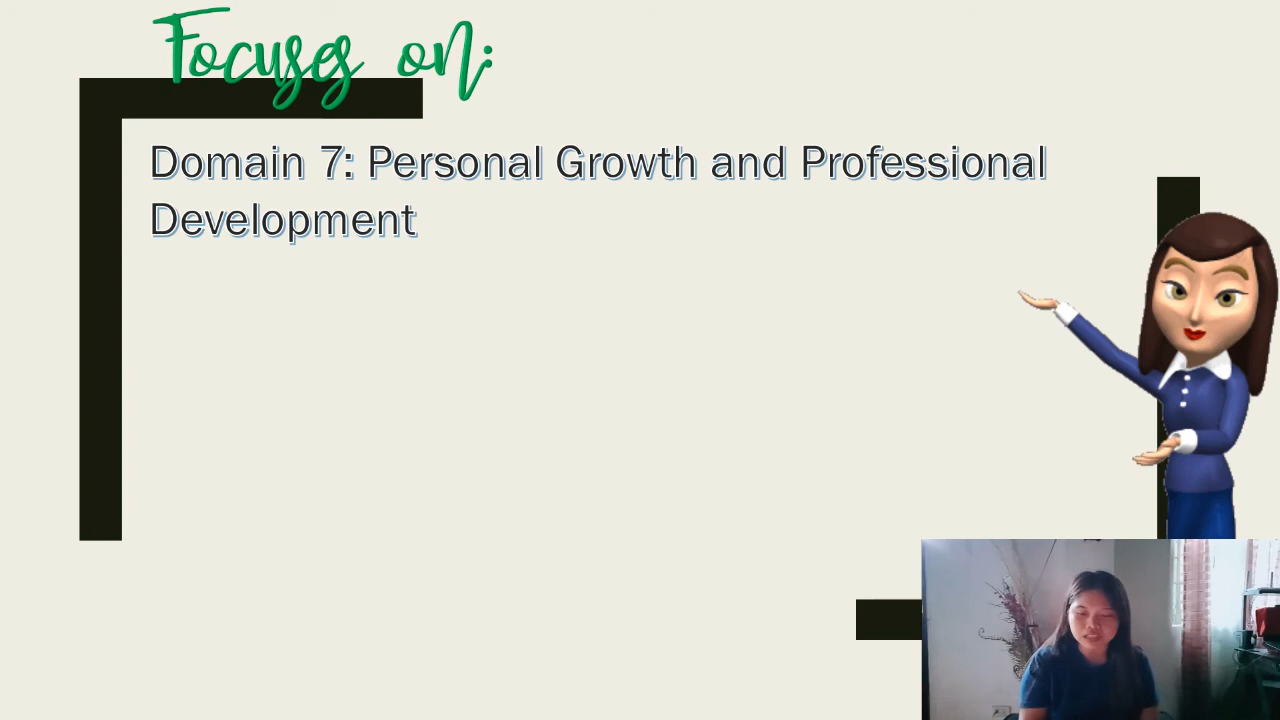 Focuses on:
Domain 7: Personal Growth and Professional
Development